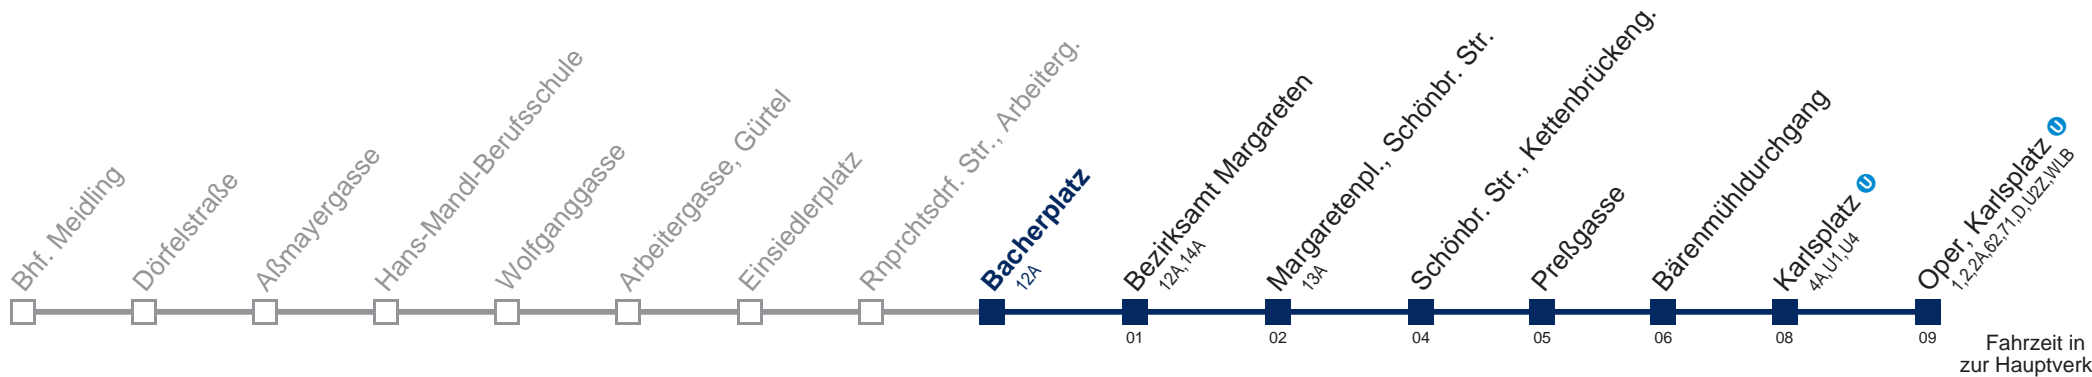 Bhf. Meidling
Dörfelstraße
Aßmayergasse
Hans-Mandl-Berufsschule
Wolfganggasse
Arbeitergasse, Gürtel
Einsiedlerplatz
Rnprchtsdrf. Str., Arbeiterg.
Bacherplatz
12A
Bezirksamt Margareten
12A,14A
Margaretenpl., Schönbr. Str.
13A
Schönbr. Str., Kettenbrückeng.
Preßgasse
Bärenmühldurchgang
Karlsplatz U
4A,U1,U4
Oper, Karlsplatz U
1,2,2A,62,71,D,U2Z,WLB
01
02
04
05
06
08
09
Fahrzeit in
zur Hauptverk